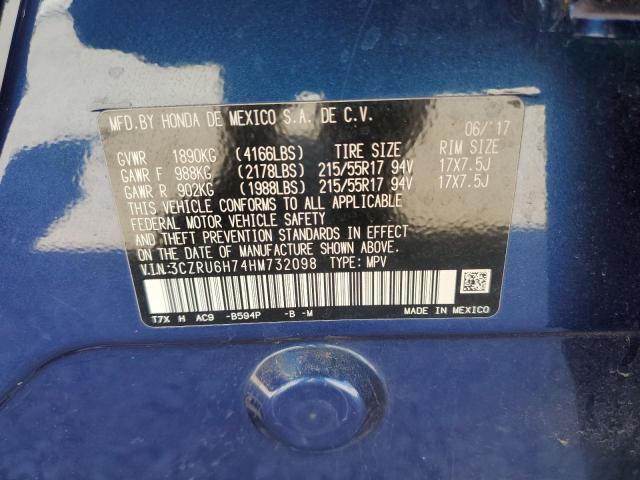 MFD.BY HONDA DE MEXICO S.A. DE C.V.
06/'17
GVWR 1890KG (4166LBS) TIRE SIZE RIM SIZE
GAWR F 988KG (2178LBS) 215/55R17 94V 17X7.5J
GAWR R 902KG (1988LBS) 215/55R17 94V 17X7.5J
THIS VEHICLE CONFORMS TO ALL APPLICABLE
FEDERAL MOTOR VEHICLE SAFETY
AND THEFT PREVENTION STANDARDS IN EFFECT
ON THE DATE OF MANUFACTURE SHOWN ABOVE.
V.I.N:3CZRU6H74HM732098 TYPE: MPV
T7X H AC9 -B594P -B -M MADE IN MEXICO